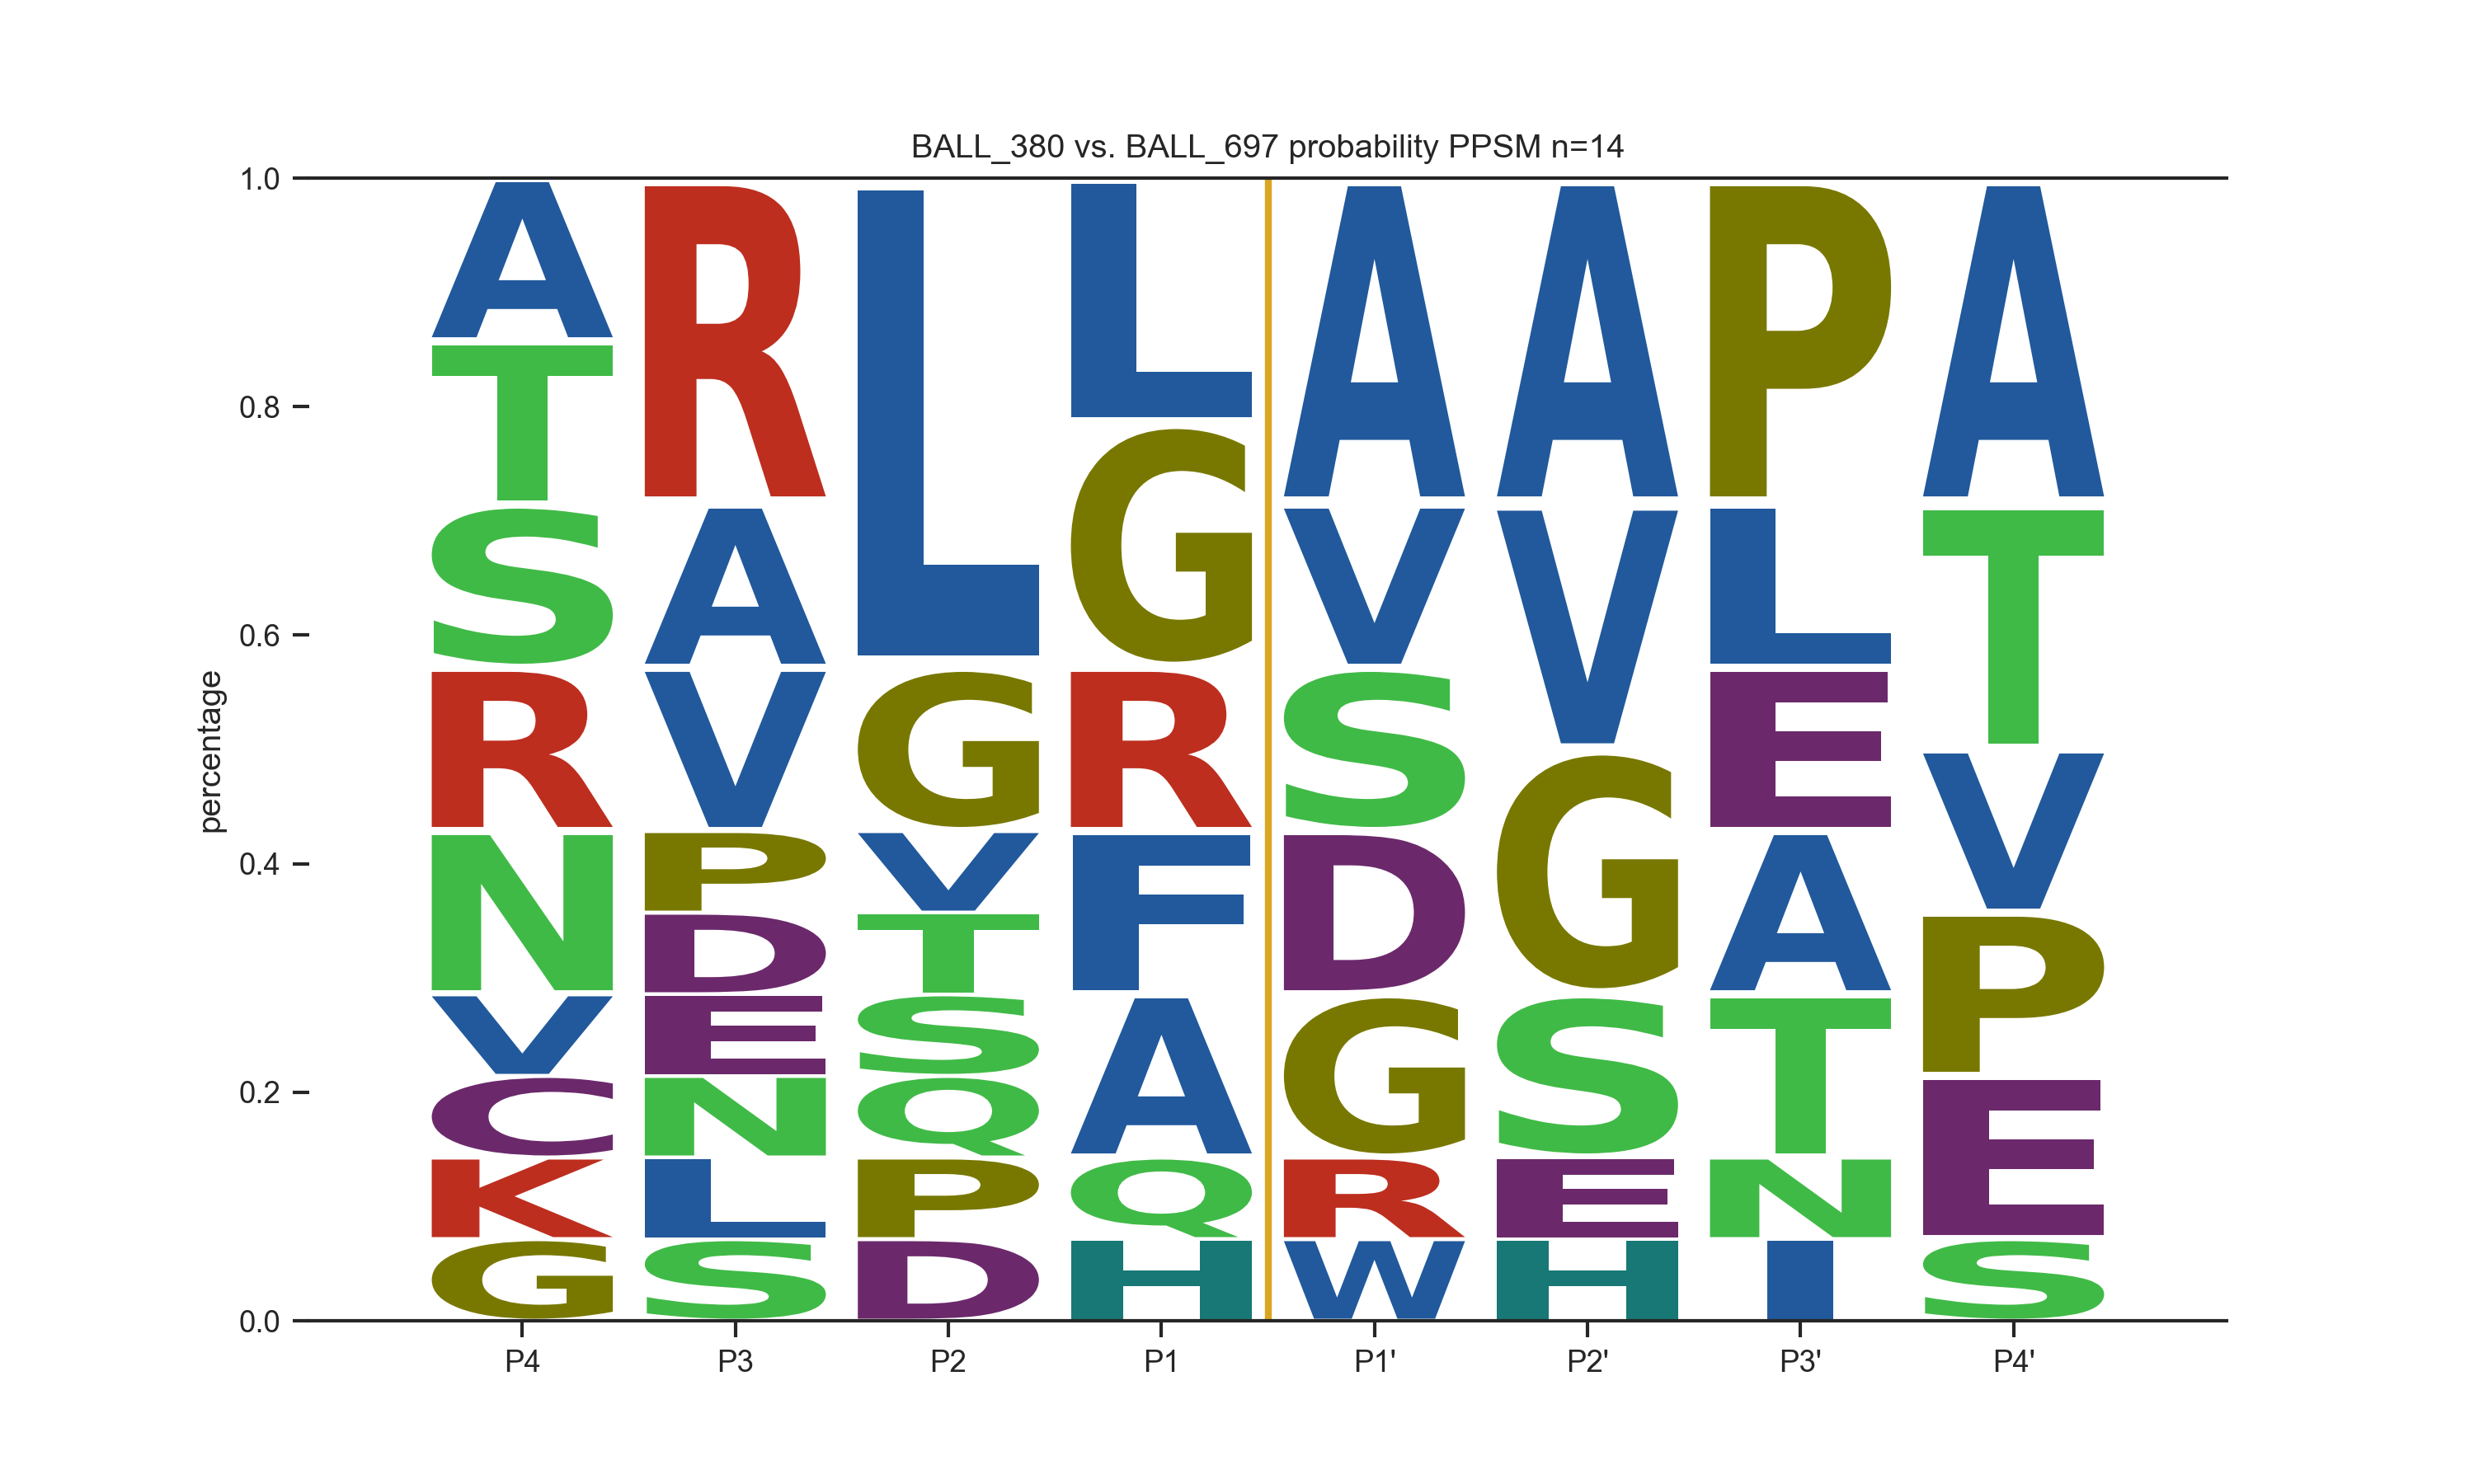 BALL_380 vs. BALL_697 probability PPSM n=14
1.0
0.8
0.6
0.4
0.2
0.0
percentage
A T S R N V C K G
R A V P D E N L S
L G V T S Q P D
L G R F A Q H
A V S D G R W
A V G S E H
P L E A T N I
A T V P E S
P4 P3 P2 P1 P1' P2' P3' P4'